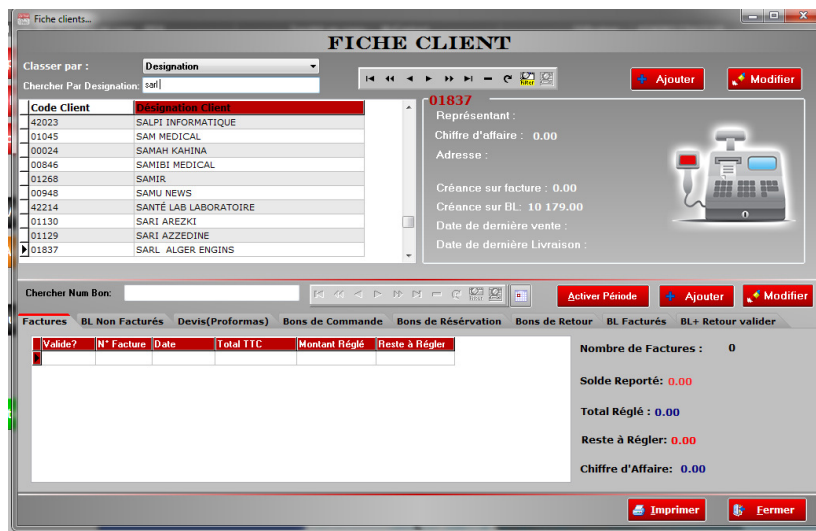 Fiche clients...
FICHE CLIENT
Classer par : Designation
Chercher Par Designation: sarl
filter
Ajouter
Modifier
Code Client Désignation Client
42023 SALPI INFORMATIQUE
01045 SAM MEDICAL
00024 SAMAH KAHINA
00846 SAMIBI MEDICAL
01268 SAMIR
00948 SAMU NEWS
42214 SANTÉ LAB LABORATOIRE
01130 SARI AREZKI
01129 SARI AZZEDINE
01837 SARL ALGER ENGINS
01837
Représentant :
Chiffre d'affaire : 0.00
Adresse :
Créance sur facture : 0.00
Créance sur BL: 10 179.00
Date de dernière vente :
Date de dernière Livraison :
0
Chercher Num Bon:
Activer Période
Ajouter
Modifier
Factures BL Non Facturés Devis(Proformas) Bons de Commande Bons de Résérvation Bons de Retour BL Facturés BL+ Retour valider
Valide? N° Facture Date Total TTC Montant Réglé Reste à Régler
Nombre de Factures : 0
Solde Reporté: 0.00
Total Réglé : 0.00
Reste à Régler: 0.00
Chiffre d'Affaire: 0.00
Imprimer
Fermer